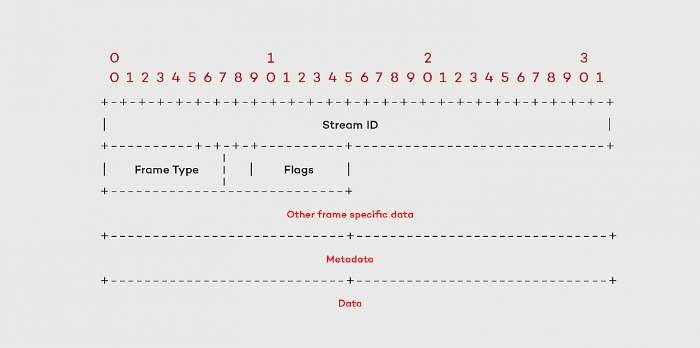 0 1 2 3
0 1 2 3 4 5 6 7 8 9 0 1 2 3 4 5 6 7 8 9 0 1 2 3 4 5 6 7 8 9 0 1
Stream ID
Frame Type Flags
Other frame specific data
Metadata
Data